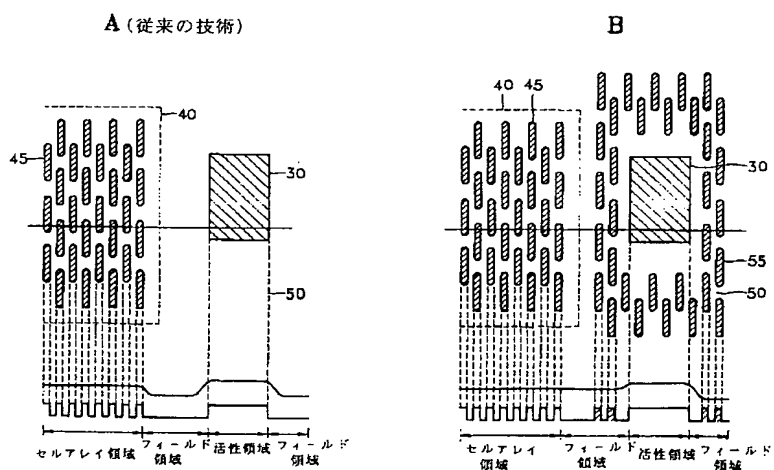 A(従来の技術)
40
45
30
50
セルアレイ領域
フィールド
領域
活性領域
フィールド
領域
B
40
45
30
55
50
セルアレイ
領域
フィールド
領域
活性領域
フィールド
領域